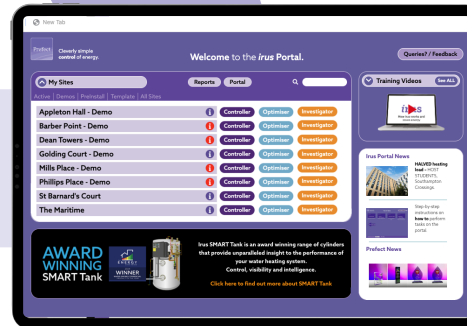 New Tab
Prefect
Cleverly simple
control of energy.
Welcome to the irus Portal.
Queries? / Feedback
My Sites
Reports
Portal
Active | Demos | Preinstall | Template | All Sites
Appleton Hall - Demo
i
Controller
Optimiser
Investigator
Barber Point - Demo
i
Controller
Optimiser
Investigator
Dean Towers - Demo
i
Controller
Optimiser
Investigator
Golding Court - Demo
i
Controller
Optimiser
Investigator
Mills Place - Demo
i
Controller
Optimiser
Investigator
Phillips Place - Demo
i
Controller
Optimiser
Investigator
St Barnard's Court
i
Controller
Optimiser
Investigator
The Maritime
i
Controller
Optimiser
Investigator
AWARD
WINNING
SMART Tank
ENERGY
WINNER
Irus SMART Tank is an award winning range of cylinders
that provide unparalleled insight to the performance of
your water heating system.
Control, visibility and intelligence.
Click here to find out more about SMART Tank
Training Videos
See ALL
irus
Irus Portal News
HALVED heating
load – HOST
STUDENTS,
Southampton
Crossings
Step-by-step
instructions on
how to perform
tasks on the
portal
Prefect News